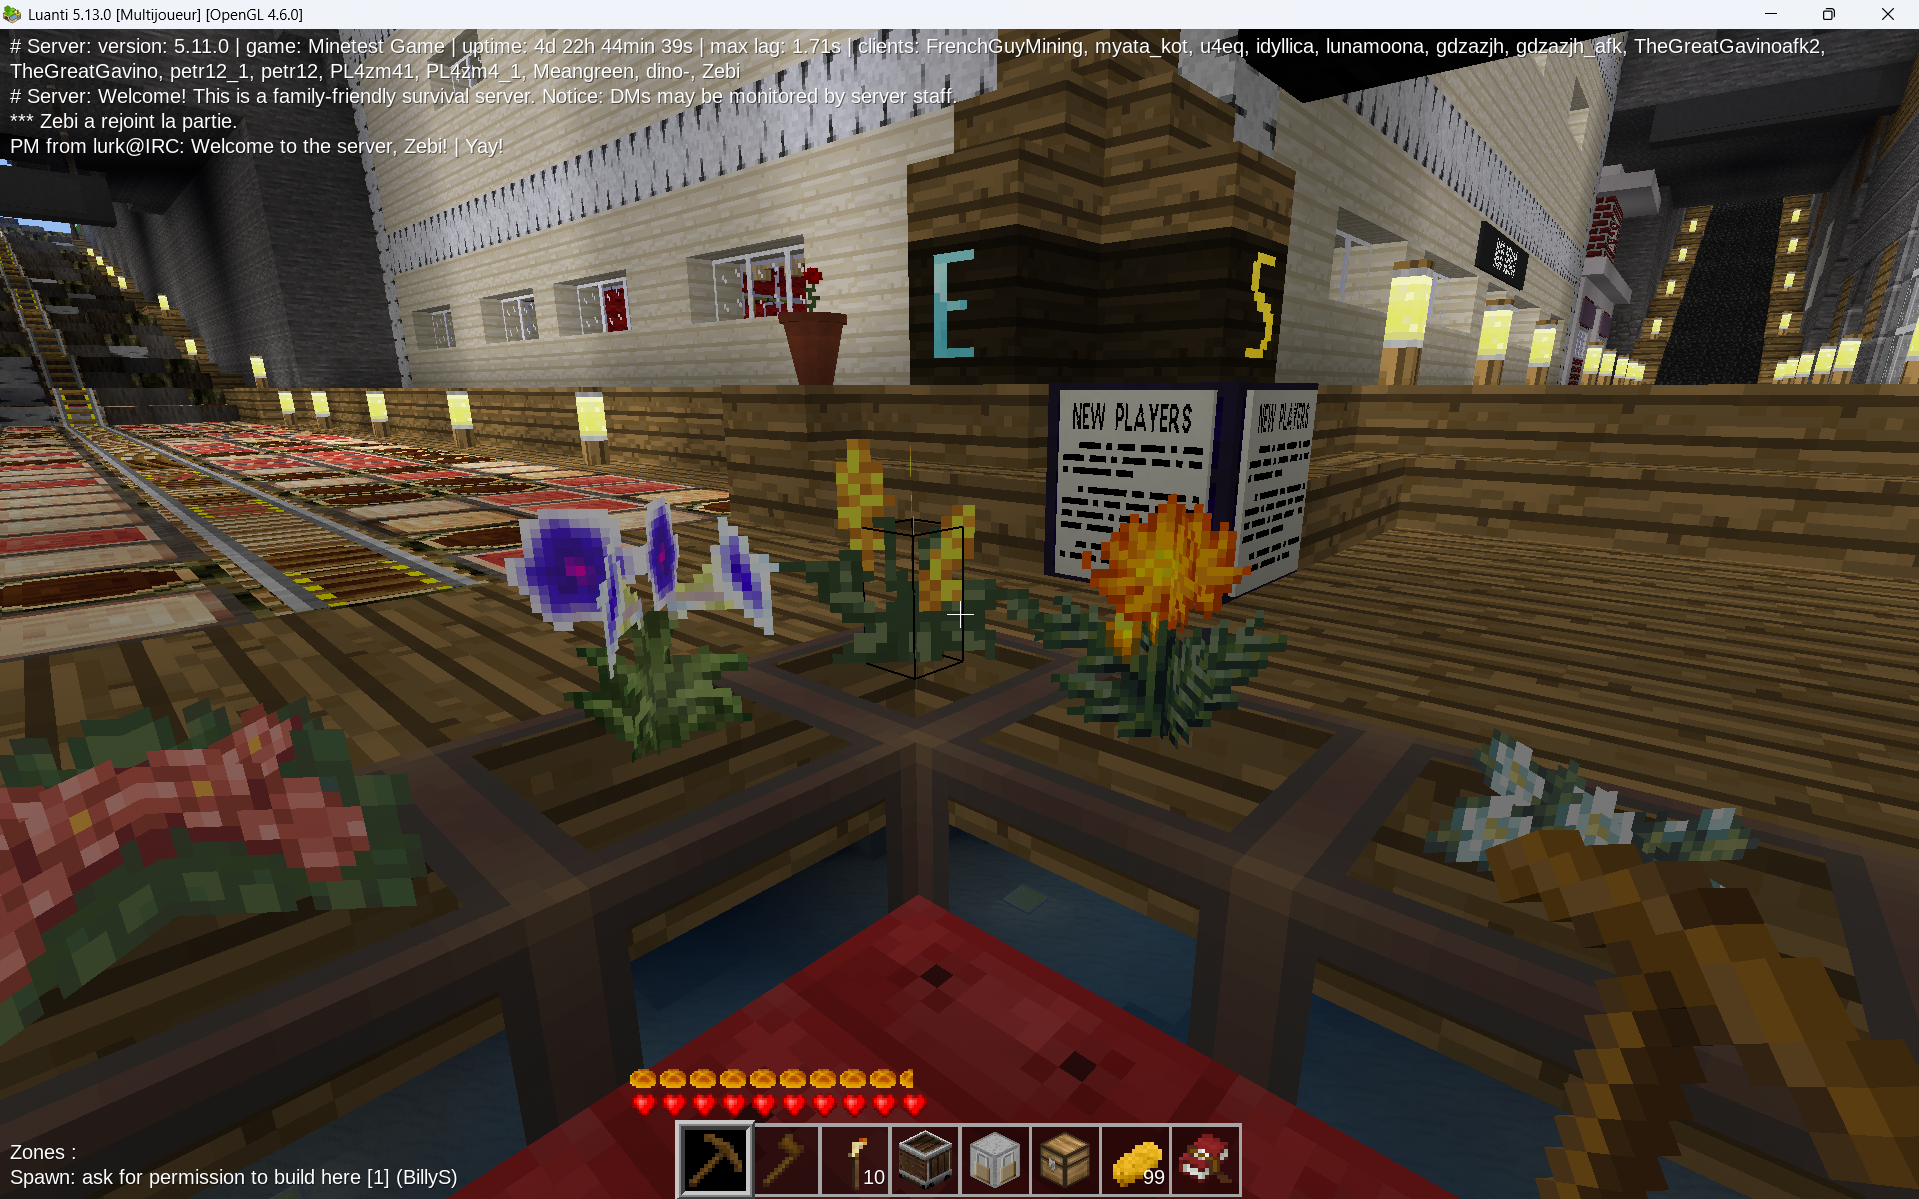 Luanti 5.13.0 [Multijoueur] [OpenGL 4.6.0]
# Server: version: 5.11.0 | game: Minetest Game | uptime: 4d 22h 44min 39s | max lag: 1.71s | clients: FrenchGuyMining, myata_kot, u4eq, idyllica, lunamoona, gdzazjh, gdzazjh_afk, TheGreatGavinoafk2,
TheGreatGavino, petr12_1, petr12, PL4zm41, PL4zm4_1, Meangreen, dino-, Zebi
# Server: Welcome! This is a family-friendly survival server. Notice: DMs may be monitored by server staff.
*** Zebi a rejoint la partie.
PM from lurk@IRC: Welcome to the server, Zebi! | Yay!
E
S
NEW PLAYERS
NEW PLAYERS
Zones :
Spawn: ask for permission to build here [1] (BillyS)
10
99